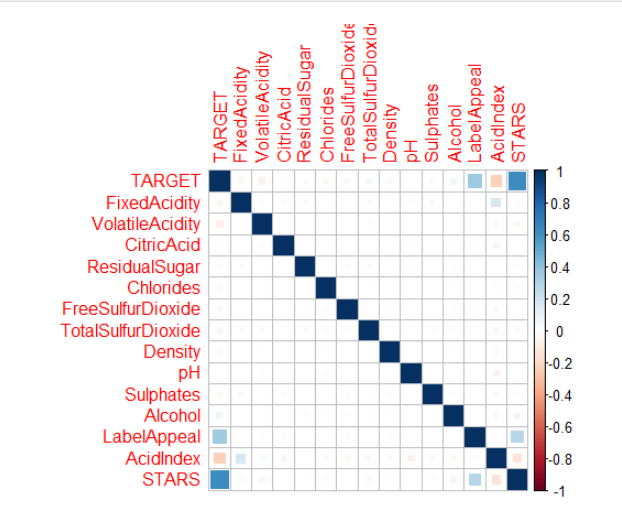 TARGET
FixedAcidity
VolatileAcidity
CitricAcid
ResidualSugar
Chlorides
FreeSulfurDioxide
TotalSulfurDioxid
Density
pH
Sulphates
Alcohol
LabelAppeal
AcidIndex
STARS
TARGET
FixedAcidity
VolatileAcidity
CitricAcid
ResidualSugar
Chlorides
FreeSulfurDioxide
TotalSulfurDioxide
Density
pH
Sulphates
Alcohol
LabelAppeal
AcidIndex
STARS
1
0.8
0.6
0.4
0.2
0
-0.2
-0.4
-0.6
-0.8
-1